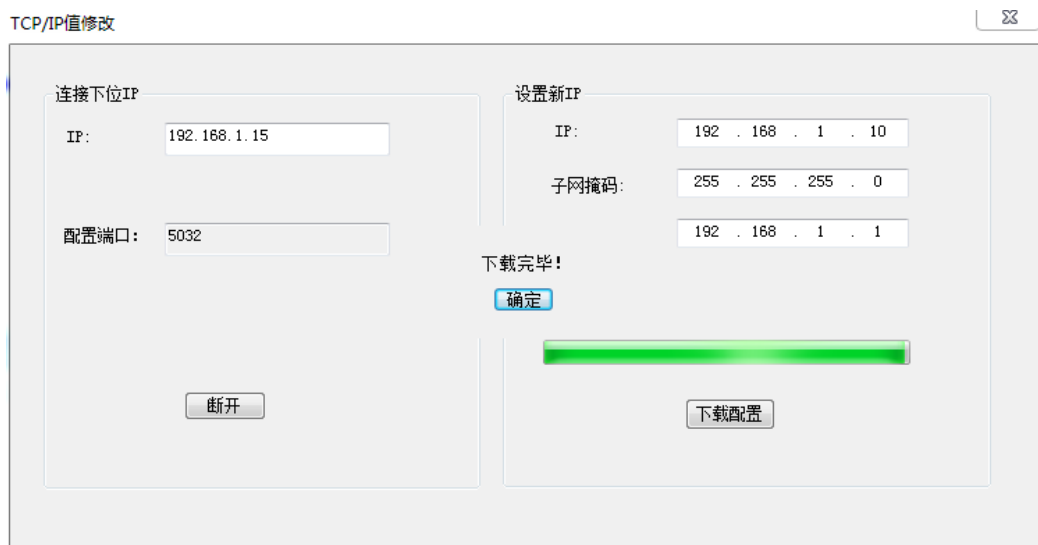 TCP/IP值修改
连接下位IP
IP:
192.168.1.15
配置端口:
5032
断开
设置新IP
IP:
192 . 168 . 1 . 10
子网掩码:
255 . 255 . 255 . 0
192 . 168 . 1 . 1
下载完毕!
确定
下载配置